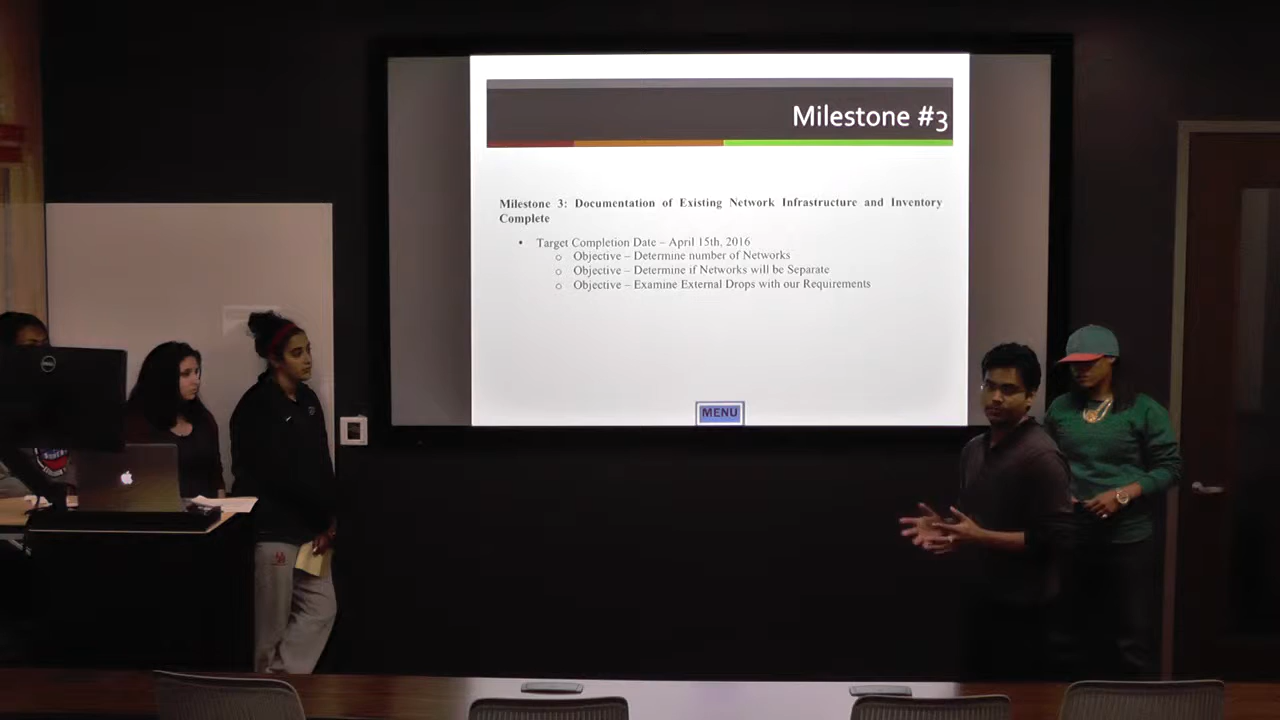 Milestone #3
Milestone 3: Documentation of Existing Network Infrastructure and Inventory
Complete
• Target Completion Date – April 15th, 2016
o Objective – Determine number of Networks
o Objective – Determine if Networks will be Separate
o Objective – Examine External Drops with our Requirements
MENU
DELL